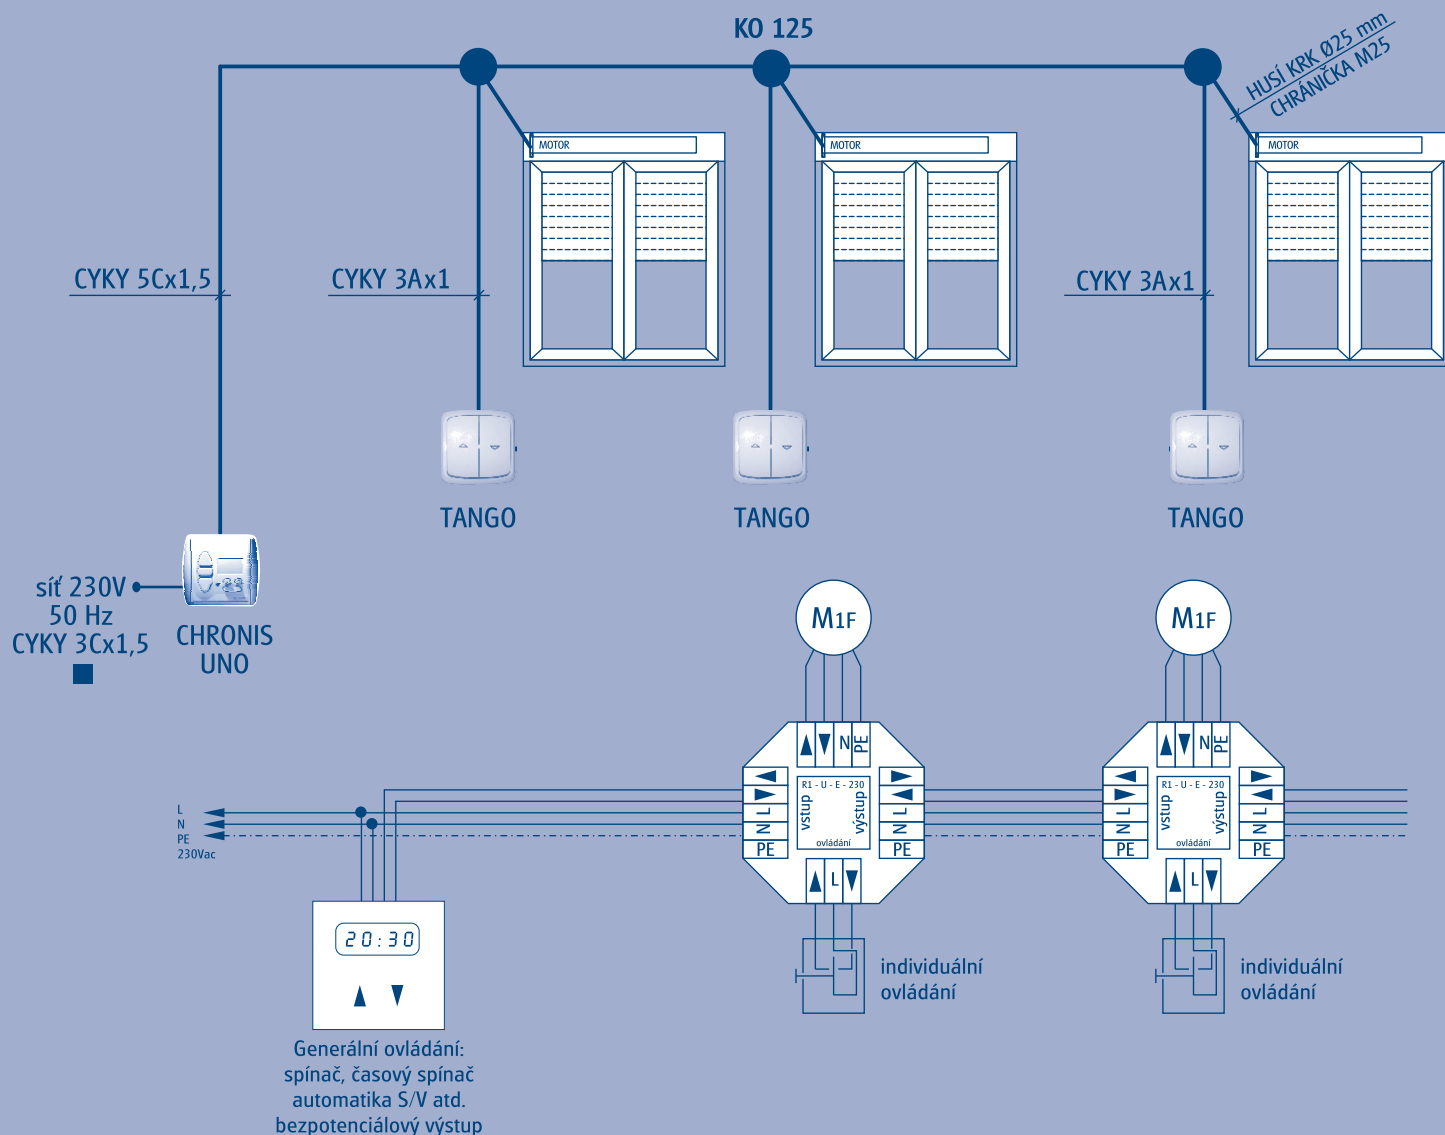 KO 125
HUSÍ KRK Ø25 mm
CHRÁNIČKA M25
MOTOR
MOTOR
MOTOR
CYKY 5Cx1,5
CYKY 3Ax1
CYKY 3Ax1
TANGO
TANGO
TANGO
síť 230V
50 Hz
CYKY 3Cx1,5
CHRONIS
UNO
M1F
M1F
N PE
N PE
R1 - U - E - 230
R1 - U - E - 230
L
N
PE
230Vac
vstup
výstup
ovládání
L
N
PE
L
N
PE
L
vstup
výstup
ovládání
L
N
PE
L
N
PE
L
20:30
individuální
ovládání
individuální
ovládání
Generální ovládání:
spínač, časový spínač
automatika S/V atd.
bezpotenciálový výstup